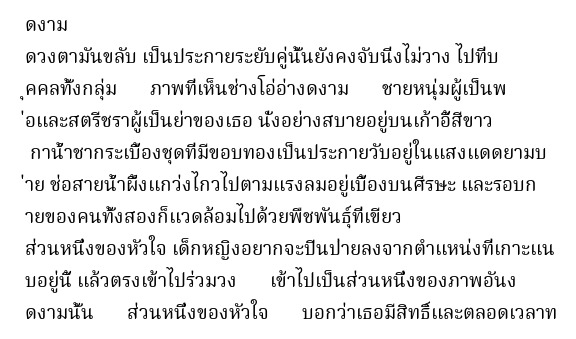 ดงาม
ดวงตามันขลับ เป็นประกายระยับคู่นั้นยังคงจับนิ่งไม่วาง ไปที่บ
ุคคลทั้งกลุ่ม      ภาพที่เห็นช่างโอ่อ่างดงาม      ชายหนุ่มผู้เป็นพ
่อและสตรีชราผู้เป็นย่าของเธอ นั่งอย่างสบายอยู่บนเก้าอี้สีขาว
 กาน้ำชากระเบื้องชุดที่มีขอบทองเป็นประกายวับอยู่ในแสงแดดยามบ
่าย ช่อสายน้ำผึ้งแกว่งไกวไปตามแรงลมอยู่เบื้องบนศีรษะ และรอบก
ายของคนทั้งสองก็แวดล้อมไปด้วยพืชพันธุ์ที่เขียว
ส่วนหนึ่งของหัวใจ เด็กหญิงอยากจะปีนป่ายลงจากตำแหน่งที่เกาะแน
บอยู่นี้ แล้วตรงเข้าไปร่วมวง      เข้าไปเป็นส่วนหนึ่งของภาพอันง
ดงามนั้น      ส่วนหนึ่งของหัวใจ      บอกว่าเธอมีสิทธิ์และตลอดเวลาท